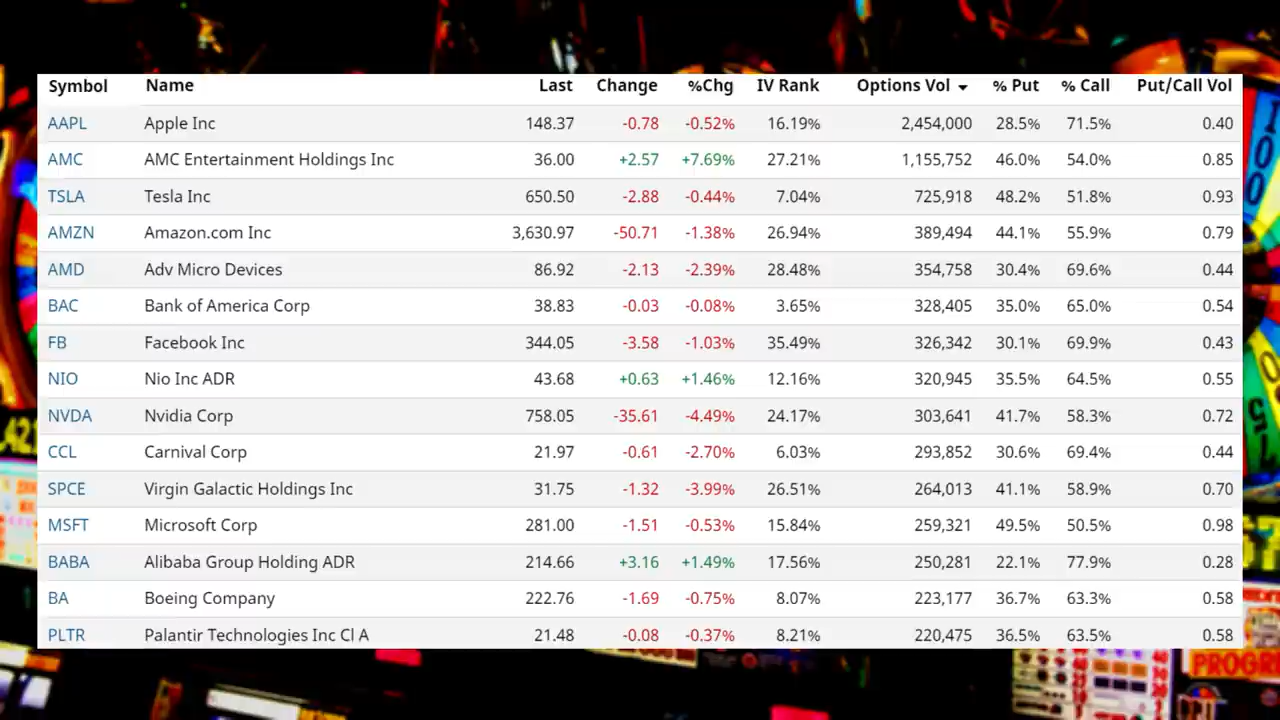 Symbol Name Last Change %Chg IV Rank Options Vol % Put % Call Put/Call Vol
AAPL Apple Inc 148.37 -0.78 -0.52% 16.19% 2,454,000 28.5% 71.5% 0.40
AMC AMC Entertainment Holdings Inc 36.00 +2.57 +7.69% 27.21% 1,155,752 46.0% 54.0% 0.85
TSLA Tesla Inc 650.50 -2.88 -0.44% 7.04% 725,918 48.2% 51.8% 0.93
AMZN Amazon.com Inc 3,630.97 -50.71 -1.38% 26.94% 389,494 44.1% 55.9% 0.79
AMD Adv Micro Devices 86.92 -2.13 -2.39% 28.48% 354,758 30.4% 69.6% 0.44
BAC Bank of America Corp 38.83 -0.03 -0.08% 3.65% 328,405 35.0% 65.0% 0.54
FB Facebook Inc 344.05 -3.58 -1.03% 35.49% 326,342 30.1% 69.9% 0.43
NIO Nio Inc ADR 43.68 +0.63 +1.46% 12.16% 320,945 35.5% 64.5% 0.55
NVDA Nvidia Corp 758.05 -35.61 -4.49% 24.17% 303,641 41.7% 58.3% 0.72
CCL Carnival Corp 21.97 -0.61 -2.70% 6.03% 293,852 30.6% 69.4% 0.44
SPCE Virgin Galactic Holdings Inc 31.75 -1.32 -3.99% 26.51% 264,013 41.1% 58.9% 0.70
MSFT Microsoft Corp 281.00 -1.51 -0.53% 15.84% 259,321 49.5% 50.5% 0.98
BABA Alibaba Group Holding ADR 214.66 +3.16 +1.49% 17.56% 250,281 22.1% 77.9% 0.28
BA Boeing Company 222.76 -1.69 -0.75% 8.07% 223,177 36.7% 63.3% 0.58
PLTR Palantir Technologies Inc Cl A 21.48 -0.08 -0.37% 8.21% 220,475 36.5% 63.5% 0.58